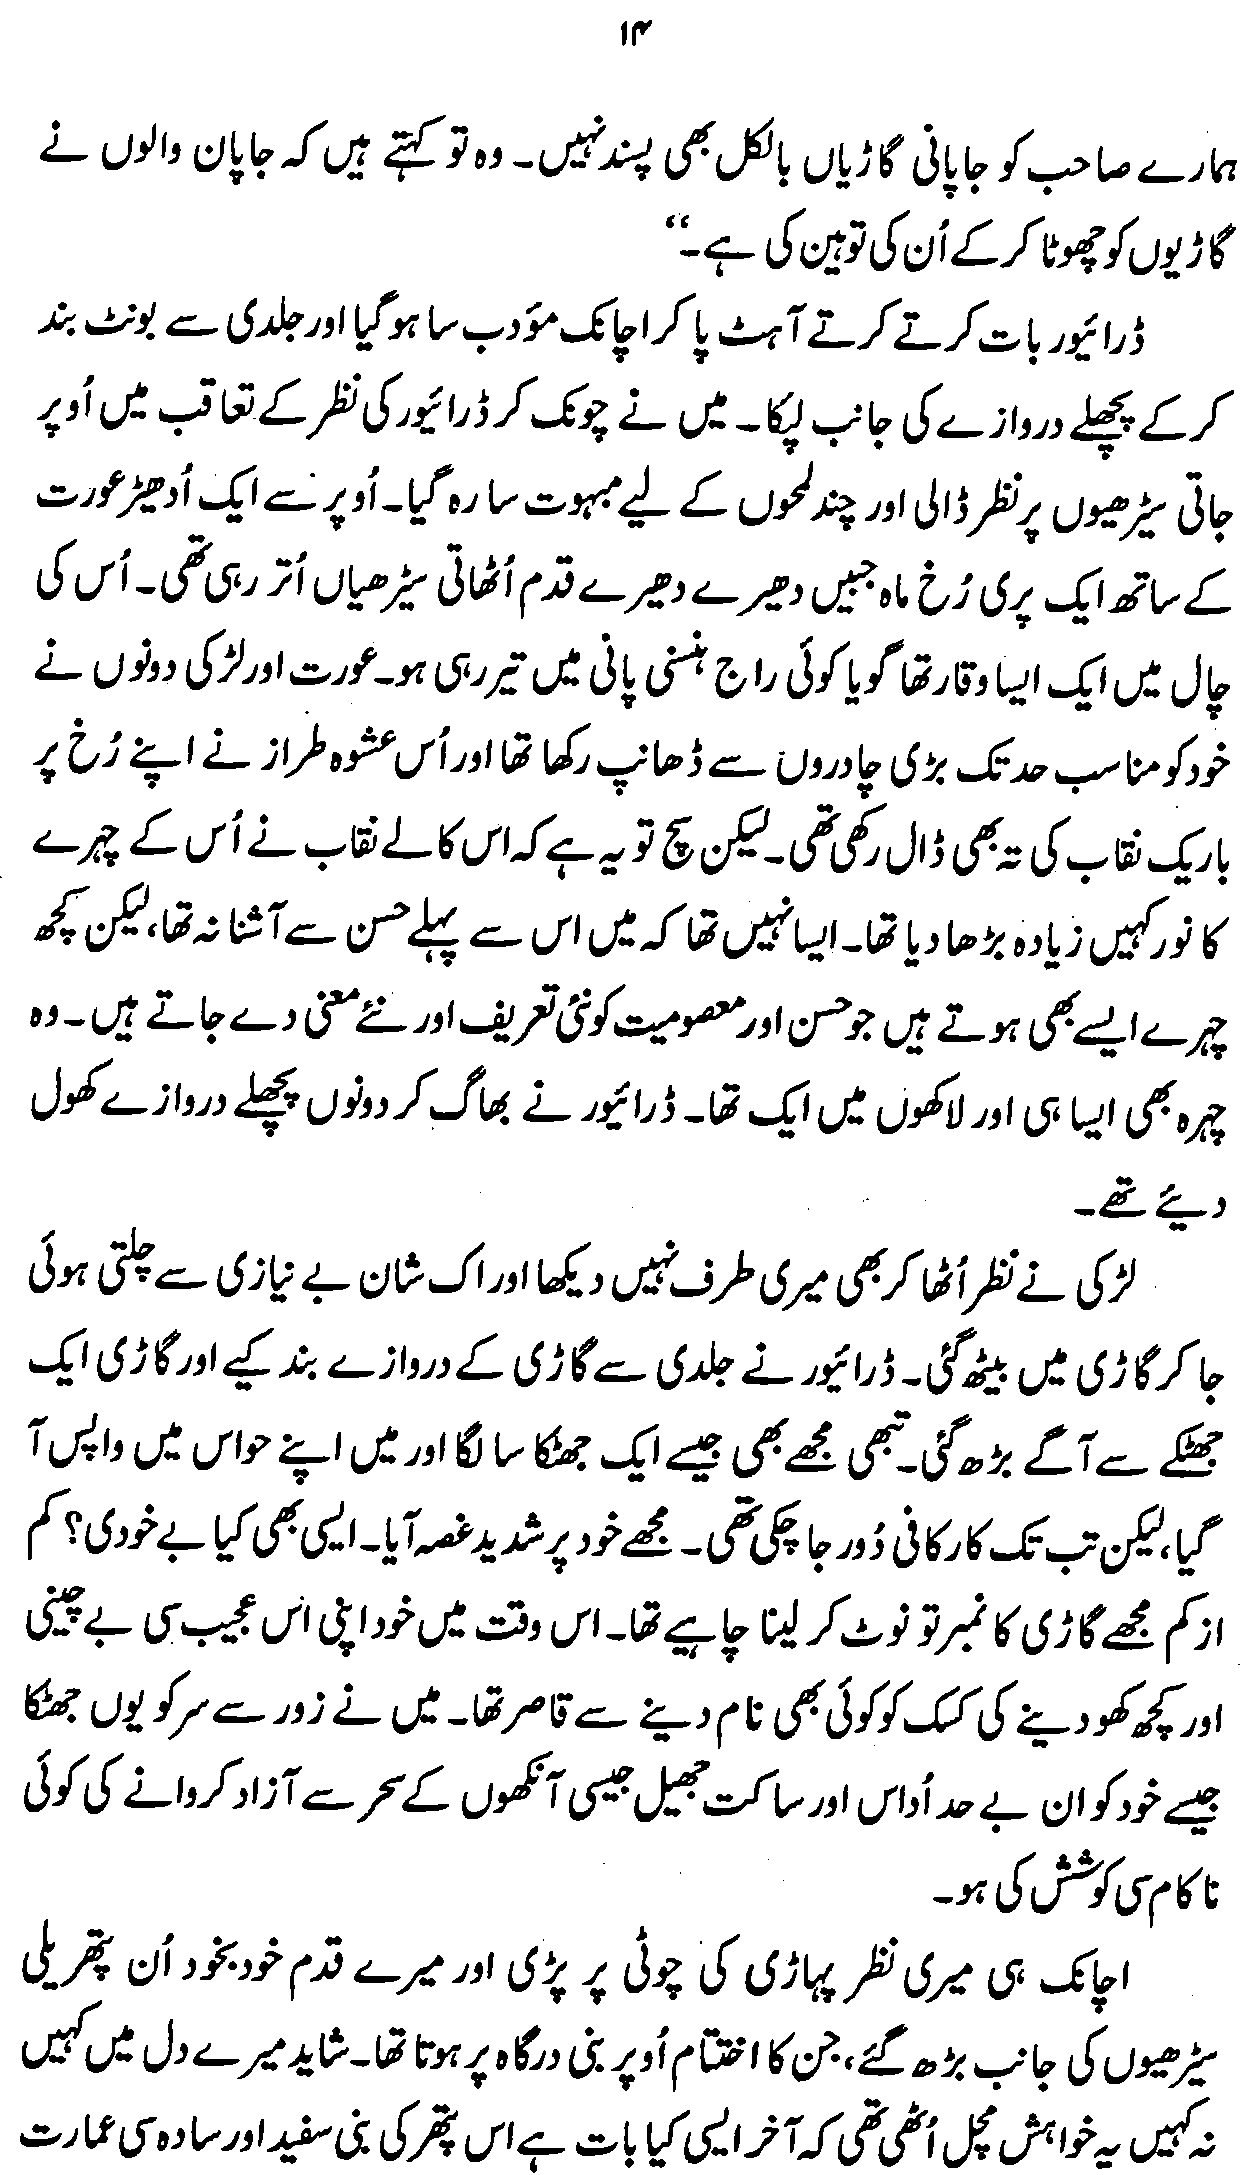 ۱۴
ہمارے صاحب کو جاپانی گاڑیاں بالکل بھی پسند نہیں۔ وہ تو کہتے ہیں کہ جاپان والوں نے
گاڑیوں کو چھوٹا کر کے اُن کی توہین کی ہے۔“
ڈرائیور بات کرتے کرتے آہٹ پا کر اچانک مؤدب سا ہو گیا اور جلدی سے بونٹ بند
کر کے پچھلے دروازے کی جانب لپکا۔ میں نے چونک کر ڈرائیور کی نظر کے تعاقب میں اُوپر
جاتی سیڑھیوں پر نظر ڈالی اور چند لمحوں کے لیے مبہوت سا رہ گیا۔ اُوپر سے ایک اُدھیڑ عورت
کے ساتھ ایک پری رُخ ماہ جبیں دھیرے دھیرے قدم اُٹھاتی سیڑھیاں اُتر رہی تھی۔ اُس کی
چال میں ایک ایسا وقار تھا گویا کوئی راج ہنسنی پانی میں تیر رہی ہو۔ عورت اور لڑکی دونوں نے
خود کو مناسب حد تک بڑی چادروں سے ڈھانپ رکھا تھا اور اُس عشوہ طراز نے اپنے رُخ پر
باریک نقاب کی تہ بھی ڈال رکھی تھی۔ لیکن سچ تو یہ ہے کہ اس کالے نقاب نے اُس کے چہرے
کا نور کہیں زیادہ بڑھا دیا تھا۔ ایسا نہیں تھا کہ میں اس سے پہلے حسن سے آشنا نہ تھا، لیکن کچھ
چہرے ایسے بھی ہوتے ہیں جو حسن اور معصومیت کو نئی تعریف اور نئے معنی دے جاتے ہیں۔ وہ
چہرہ بھی ایسا ہی اور لاکھوں میں ایک تھا۔ ڈرائیور نے بھاگ کر دونوں پچھلے دروازے کھول
دیئے تھے۔
لڑکی نے نظر اُٹھا کر بھی میری طرف نہیں دیکھا اور اک شان بے نیازی سے چلتی ہوئی
جا کر گاڑی میں بیٹھ گئی۔ ڈرائیور نے جلدی سے گاڑی کے دروازے بند کیے اور گاڑی ایک
جھٹکے سے آگے بڑھ گئی۔ تبھی مجھے بھی جیسے ایک جھٹکا سا لگا اور میں اپنے حواس میں واپس آ
گیا، لیکن تب تک کار کافی دُور جا چکی تھی۔ مجھے خود پر شدید غصہ آیا۔ ایسی بھی کیا بے خودی؟ کم
از کم مجھے گاڑی کا نمبر تو نوٹ کر لینا چاہیے تھا۔ اس وقت میں خود اپنی اس عجیب سی بے چینی
اور کچھ کھو دینے کی کسک کو کوئی بھی نام دینے سے قاصر تھا۔ میں نے زور سے سر کو یوں جھٹکا
جیسے خود کو ان بے حد اُداس اور ساکت جھیل جیسی آنکھوں کے سحر سے آزاد کروانے کی کوئی
ناکام سی کوشش کی ہو۔
اچانک ہی میری نظر پہاڑی کی چوٹی پر پڑی اور میرے قدم خود بخود اُن پتھریلی
سیڑھیوں کی جانب بڑھ گئے، جن کا اختتام اُوپر بنی درگاہ پر ہوتا تھا۔ شاید میرے دل میں کہیں
نہ کہیں یہ خواہش مچل اُٹھی تھی کہ آخر ایسی کیا بات ہے اس پتھر کی بنی سفید اور سادہ سی عمارت